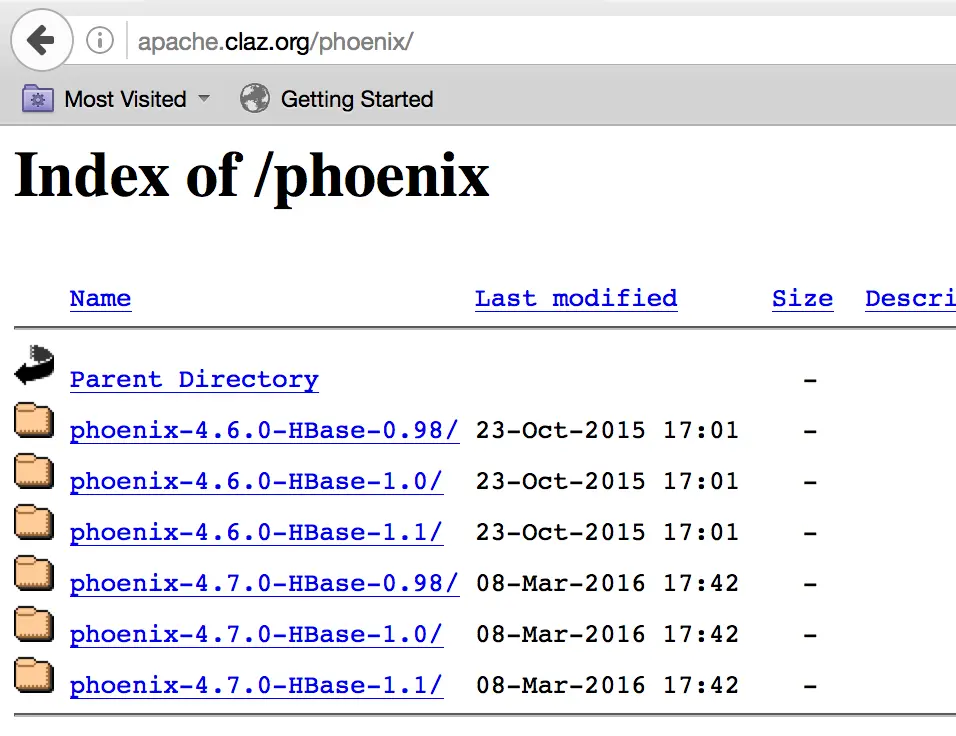 apache.claz.org/phoenix/
Most Visited Getting Started
Index of /phoenix
Name Last modified Size Descri
Parent Directory -
phoenix-4.6.0-HBase-0.98/ 23-Oct-2015 17:01 -
phoenix-4.6.0-HBase-1.0/ 23-Oct-2015 17:01 -
phoenix-4.6.0-HBase-1.1/ 23-Oct-2015 17:01 -
phoenix-4.7.0-HBase-0.98/ 08-Mar-2016 17:42 -
phoenix-4.7.0-HBase-1.0/ 08-Mar-2016 17:42 -
phoenix-4.7.0-HBase-1.1/ 08-Mar-2016 17:42 -